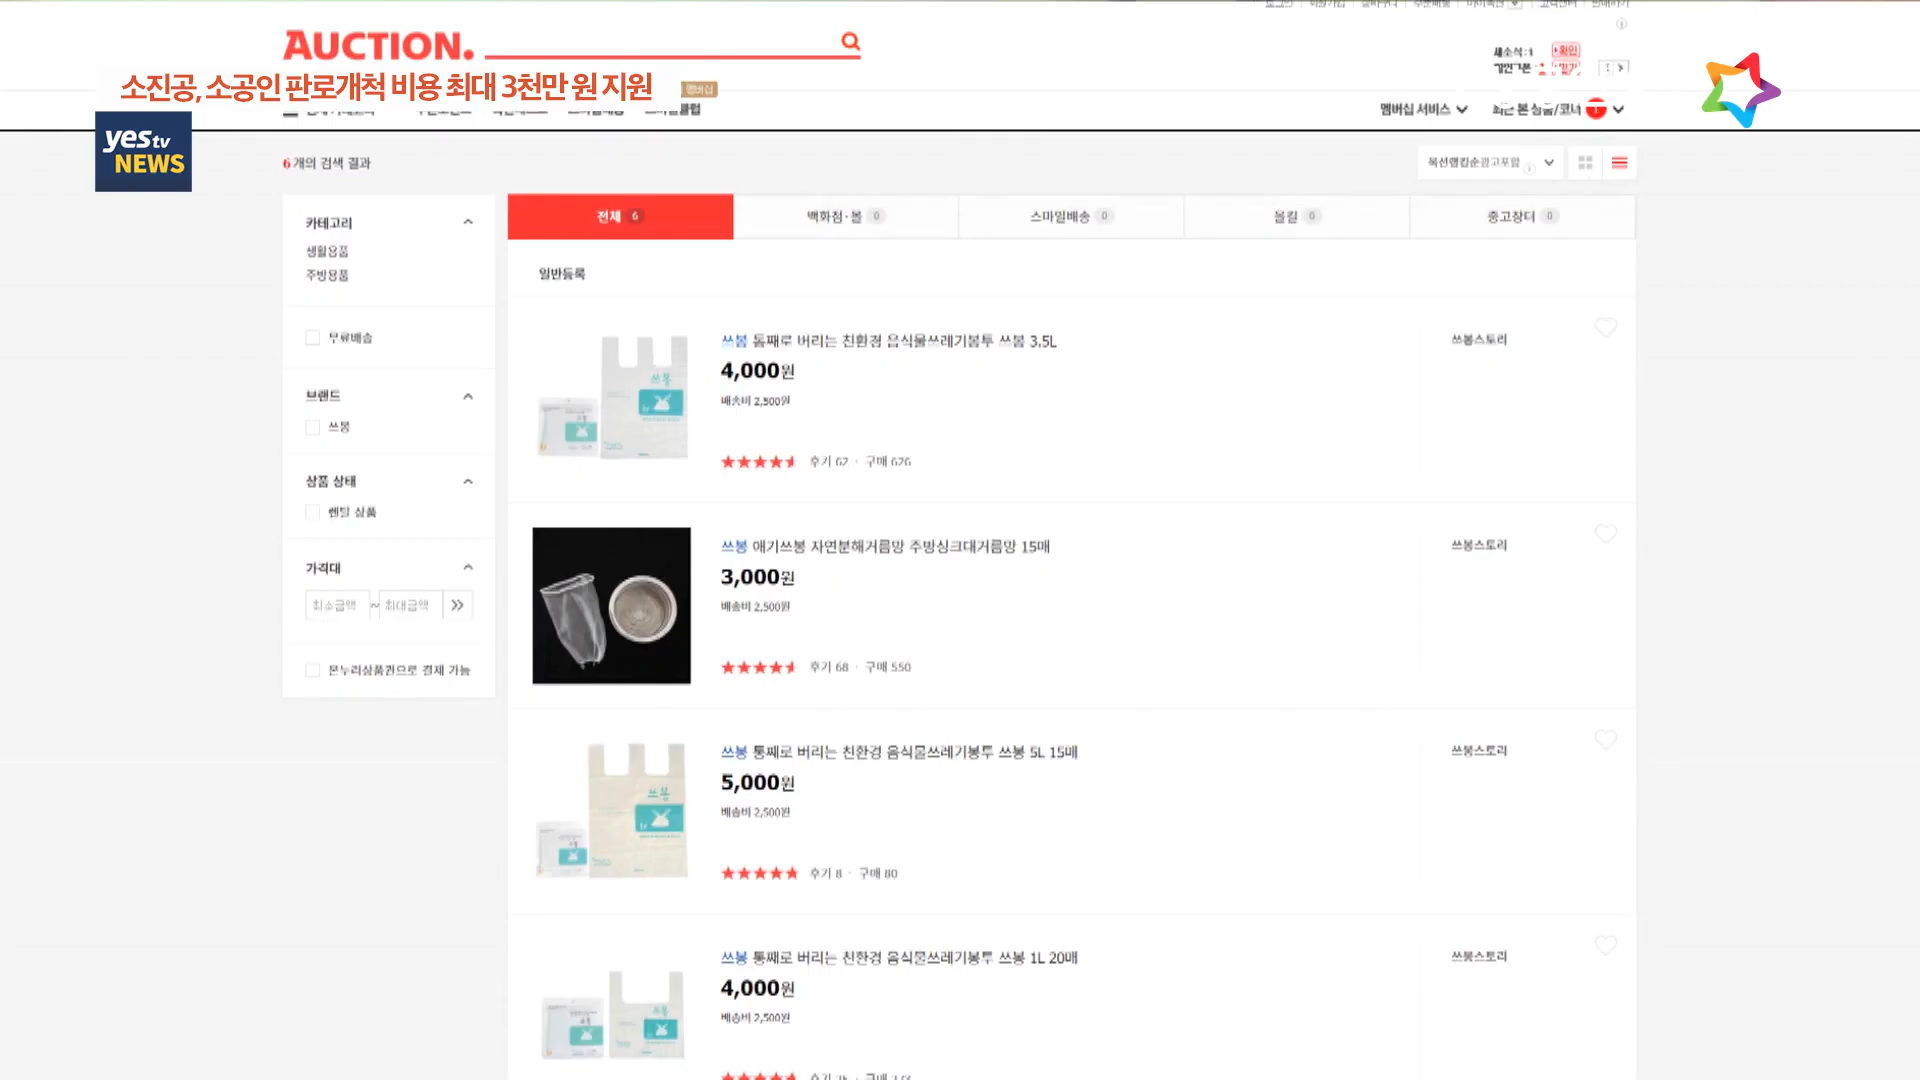 AUCTION.
소진공, 소공인 판로개척 비용 최대 3천만 원 지원
멤버십
yes tv
NEWS
멤버십 서비스
6개의 검색 결과
카테고리
생활용품
주방용품
무료배송
브랜드
쓰봉
상품 상태
렌탈 상품
가격대
최소금액 ~ 최대금액
온누리상품권으로 결제 가능
전체 6
백화점·몰 0
스마일배송 0
올킬 0
중고장터 0
일반등록
쓰봉 통째로 버리는 친환경 음식물쓰레기봉투 쓰봉 3.5L
쓰봉스토리
4,000원
배송비 2,500원
후기 62 · 구매 626
쓰봉 애기쓰봉 자연분해거름망 주방싱크대거름망 15매
쓰봉스토리
3,000원
배송비 2,500원
후기 68 · 구매 550
쓰봉 통째로 버리는 친환경 음식물쓰레기봉투 쓰봉 5L 15매
쓰봉스토리
5,000원
배송비 2,500원
후기 8 · 구매 80
쓰봉 통째로 버리는 친환경 음식물쓰레기봉투 쓰봉 1L 20매
쓰봉스토리
4,000원
배송비 2,500원